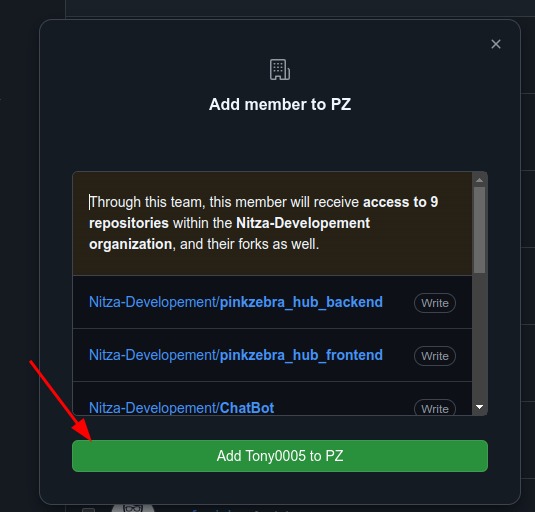 Add member to PZ
Through this team, this member will receive access to 9
repositories within the Nitza-Developement
organization, and their forks as well.
Nitza-Developement/pinkzebra_hub_backend Write
Nitza-Developement/pinkzebra_hub_frontend Write
Nitza-Developement/ChatBot Write
Add Tony0005 to PZ